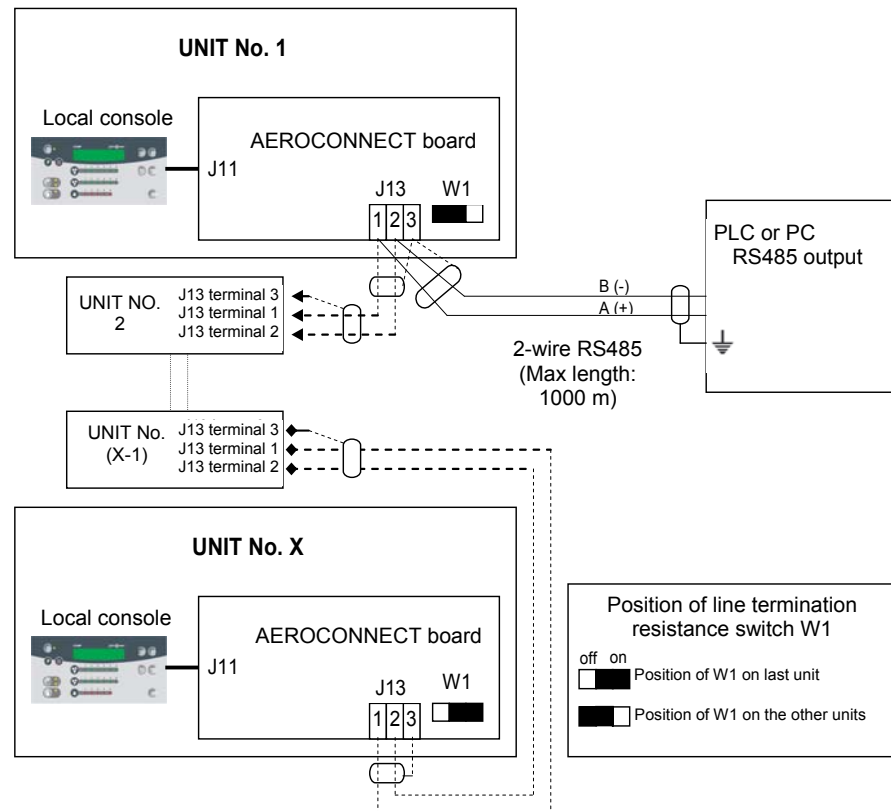 UNIT No. 1
Local console
AEROCONNECT board
J11
J13
W1
1 2 3
PLC or PC
RS485 output
B (-)
A (+)
2-wire RS485
(Max length:
1000 m)
UNIT NO.
2
J13 terminal 3
J13 terminal 1
J13 terminal 2
UNIT No.
(X-1)
J13 terminal 3
J13 terminal 1
J13 terminal 2
UNIT No. X
Local console
AEROCONNECT board
J11
J13
W1
1 2 3
Position of line termination
resistance switch W1
off on
Position of W1 on last unit
Position of W1 on the other units